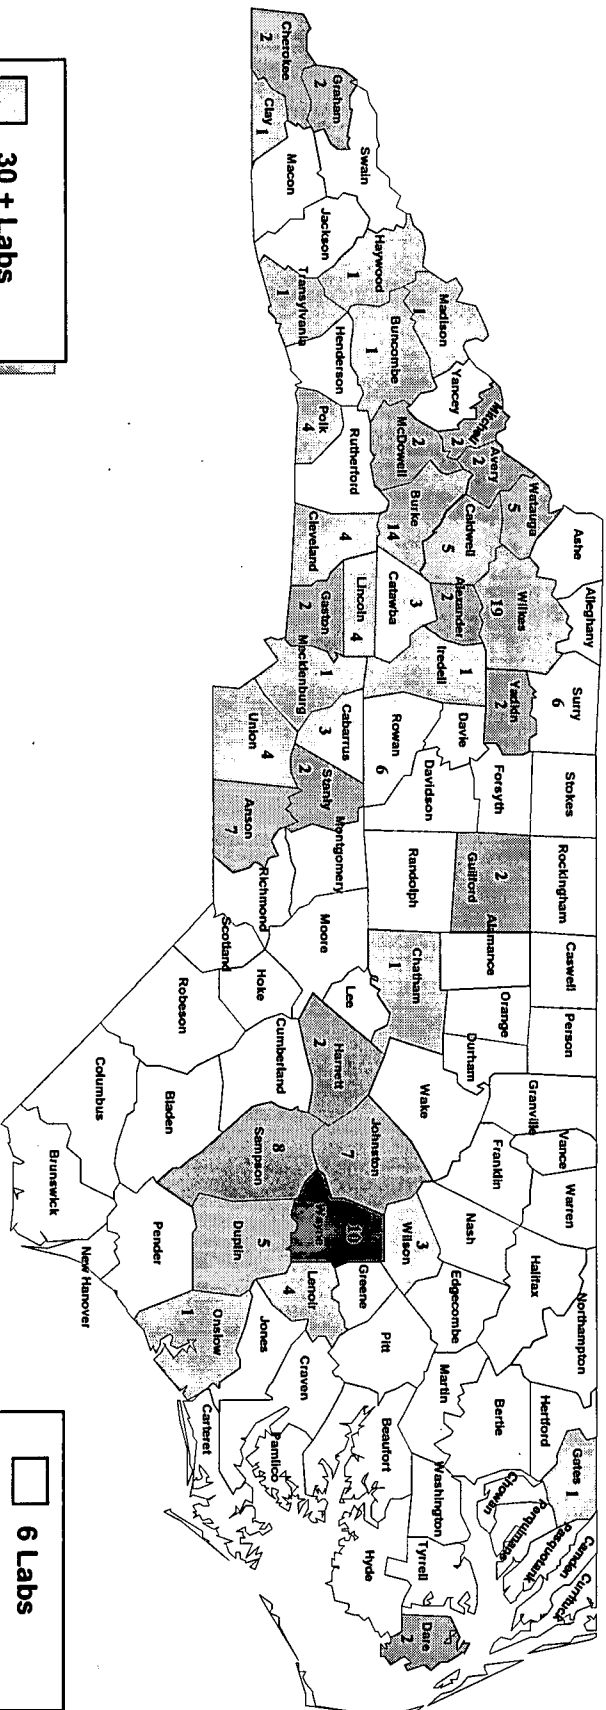 Cherokee
2
Graham
2
Clay 1
Swain
Macon
Jackson
Haywood
1
Transylvania
1
Madison
1
Buncombe
1
Henderson
Yancey
Mitchell
2
Avery
2
McDowell
2
Polk
4
Rutherford
Watauga
5
Burke
14
Caldwell
5
Cleveland
4
Ashe
Alleghany
Wilkes
19
Alexander
2
Catawba
3
Lincoln 4
Gaston
2
Iredell
1
Mecklenburg
1
Surry
6
Yadkin
2
Davie
Rowan
6
Cabarrus
3
Union
4
Stanly
2
Anson
7
Stokes
Forsyth
Davidson
Montgomery
Richmond
Rockingham
Guilford
2
Randolph
Moore
Scotland
Caswell
Alamance
Chatham
1
Lee
Hoke
Robeson
Person
Orange
Durham
Harnett
2
Cumberland
Wake
Granville
Vance
Warren
Franklin
Johnston
7
Sampson
8
Bladen
Columbus
Brunswick
Nash
Wilson
3
Wayne
10
Duplin
5
Pender
New Hanover
Halifax
Northampton
Edgecombe
Greene
Lenoir
4
Onslow
1
Jones
Pitt
Craven
Carteret
Pamlico
Martin
Bertie
Hertford
Gates
1
Beaufort
Washington
Chowan
Perquimans
Pasquotank
Camden
Currituck
Tyrrell
Hyde
Dare
2
30 + Labs
6 Labs